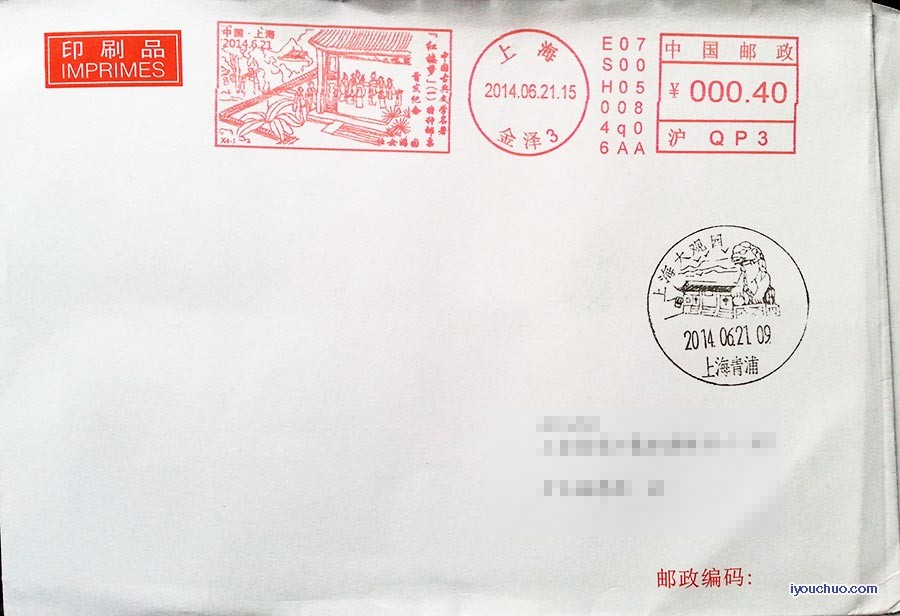 印刷品
IMPRIMES
中国·上海
2014.6.21
中国古典文学名著
「红楼梦」(一)特种邮票
首发纪念
X4-1
上海
2014.06.21.15
金泽3
E07
S00
H05
008
4q0
6AA
中国邮政
¥ 000.40
沪 QP3
上海大观园
2014.06.21.09
上海青浦
邮政编码:
iyouchuo.com